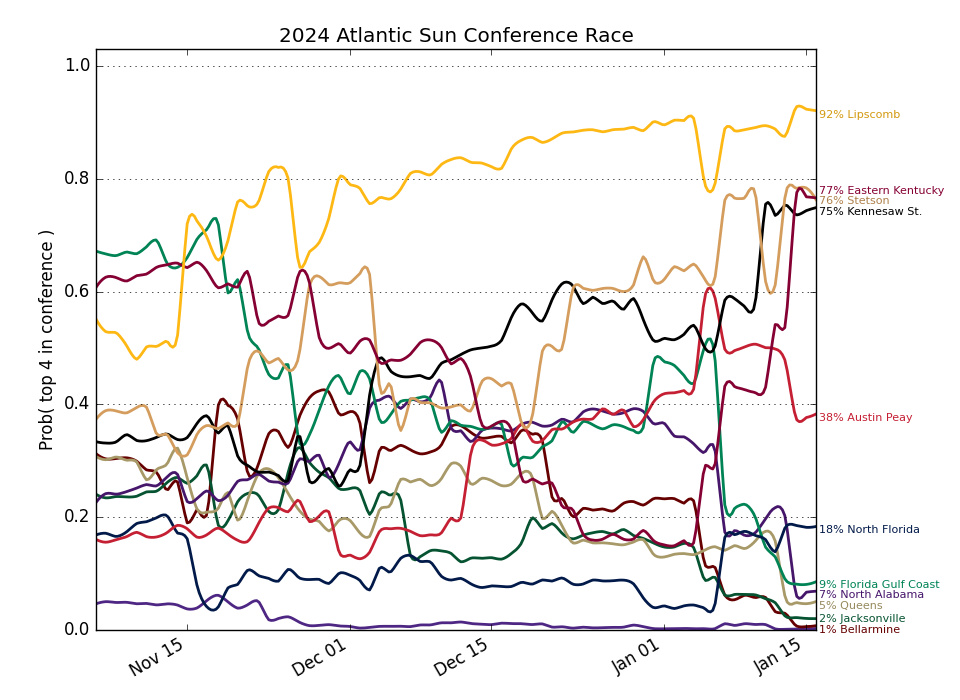 2024 Atlantic Sun Conference Race
Prob( top 4 in conference )
1.0
0.8
0.6
0.4
0.2
0.0
Nov 15
Dec 01
Dec 15
Jan 01
Jan 15
92% Lipscomb
77% Eastern Kentucky
76% Stetson
75% Kennesaw St.
38% Austin Peay
18% North Florida
9% Florida Gulf Coast
7% North Alabama
5% Queens
2% Jacksonville
1% Bellarmine